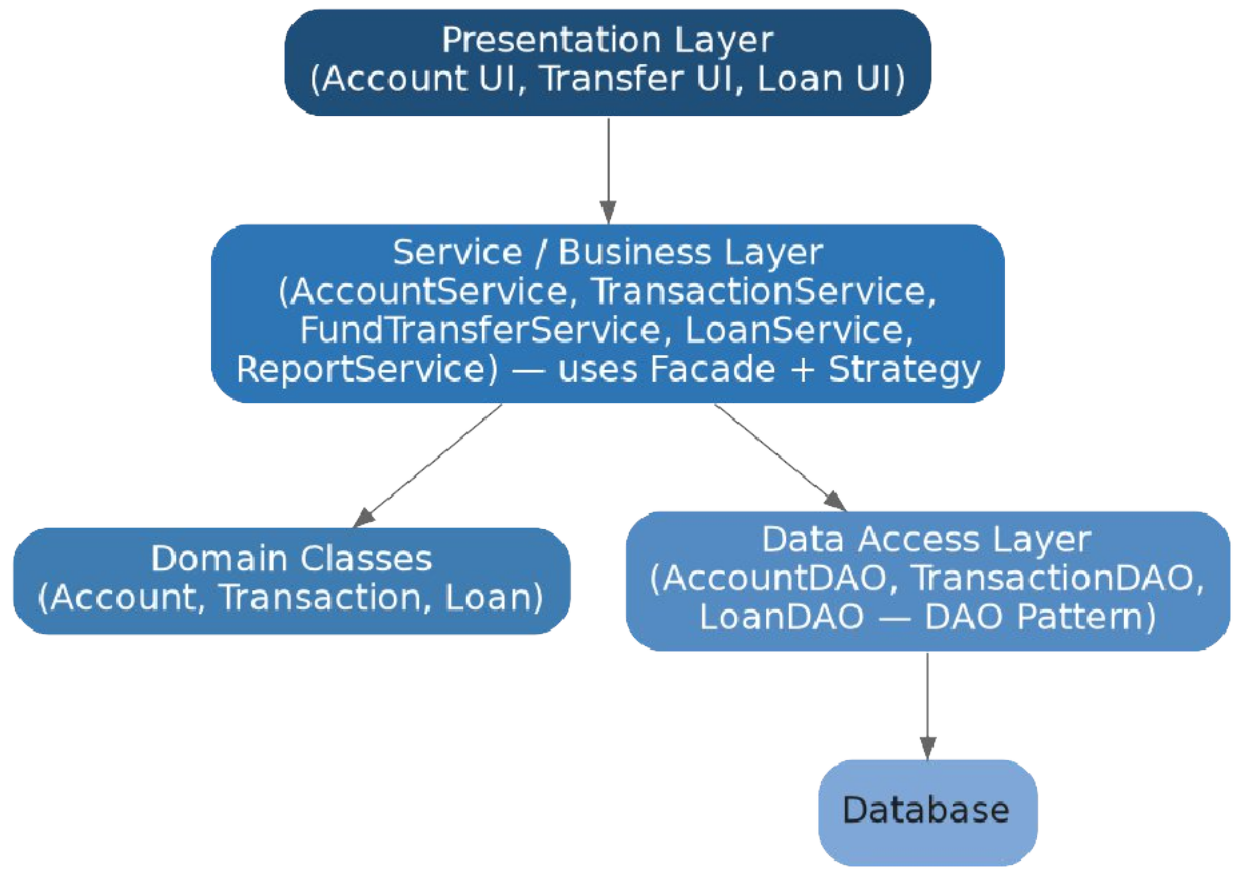 Presentation Layer
(Account UI, Transfer UI, Loan UI)
Service / Business Layer
(AccountService, TransactionService,
FundTransferService, LoanService,
ReportService) — uses Facade + Strategy
Domain Classes
(Account, Transaction, Loan)
Data Access Layer
(AccountDAO, TransactionDAO,
LoanDAO — DAO Pattern)
Database